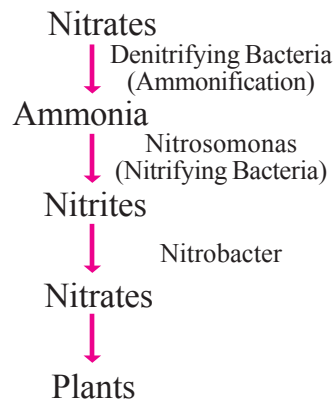 Nitrates
Denitrifying Bacteria
(Ammonification)
Ammonia
Nitrosomonas
(Nitrifying Bacteria)
Nitrites
Nitrobacter
Nitrates
Plants